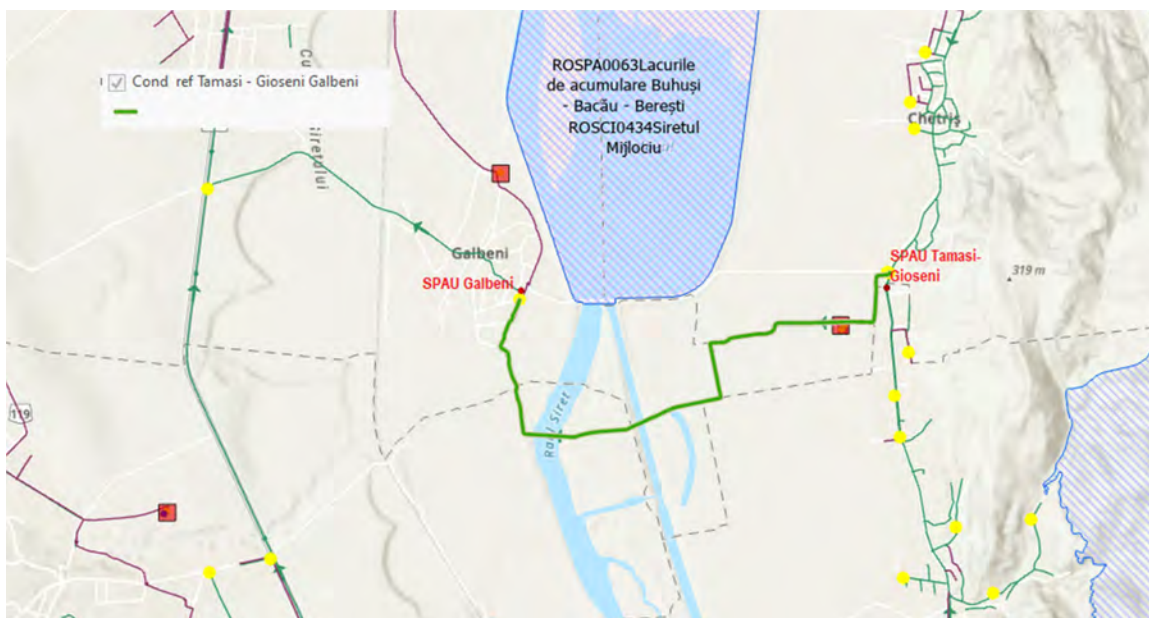 Cond ref Tamasi - Gioseni Galbeni
ROSPA0063Lacurile
de acumulare Buhuși
- Bacău - Berești
ROSCI0434Siretul
Mijlociu
Chetriș
Siretului
Galbeni
SPAU Galbeni
SPAU Tamasi-
Gioseni
319 m
119
Siret